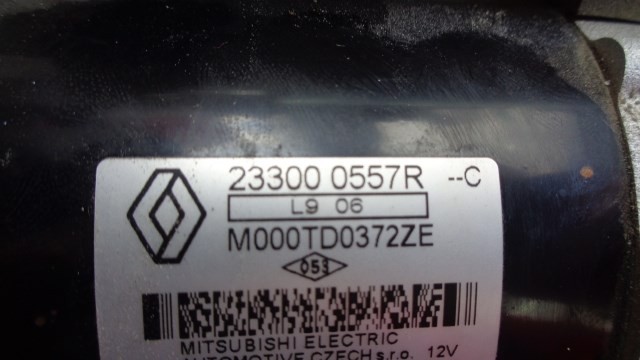 23300 0557R --C
L9 06
M000TD0372ZE
053
MITSUBISHI ELECTRIC
AUTOMOTIVE CZECH s.r.o. 12V